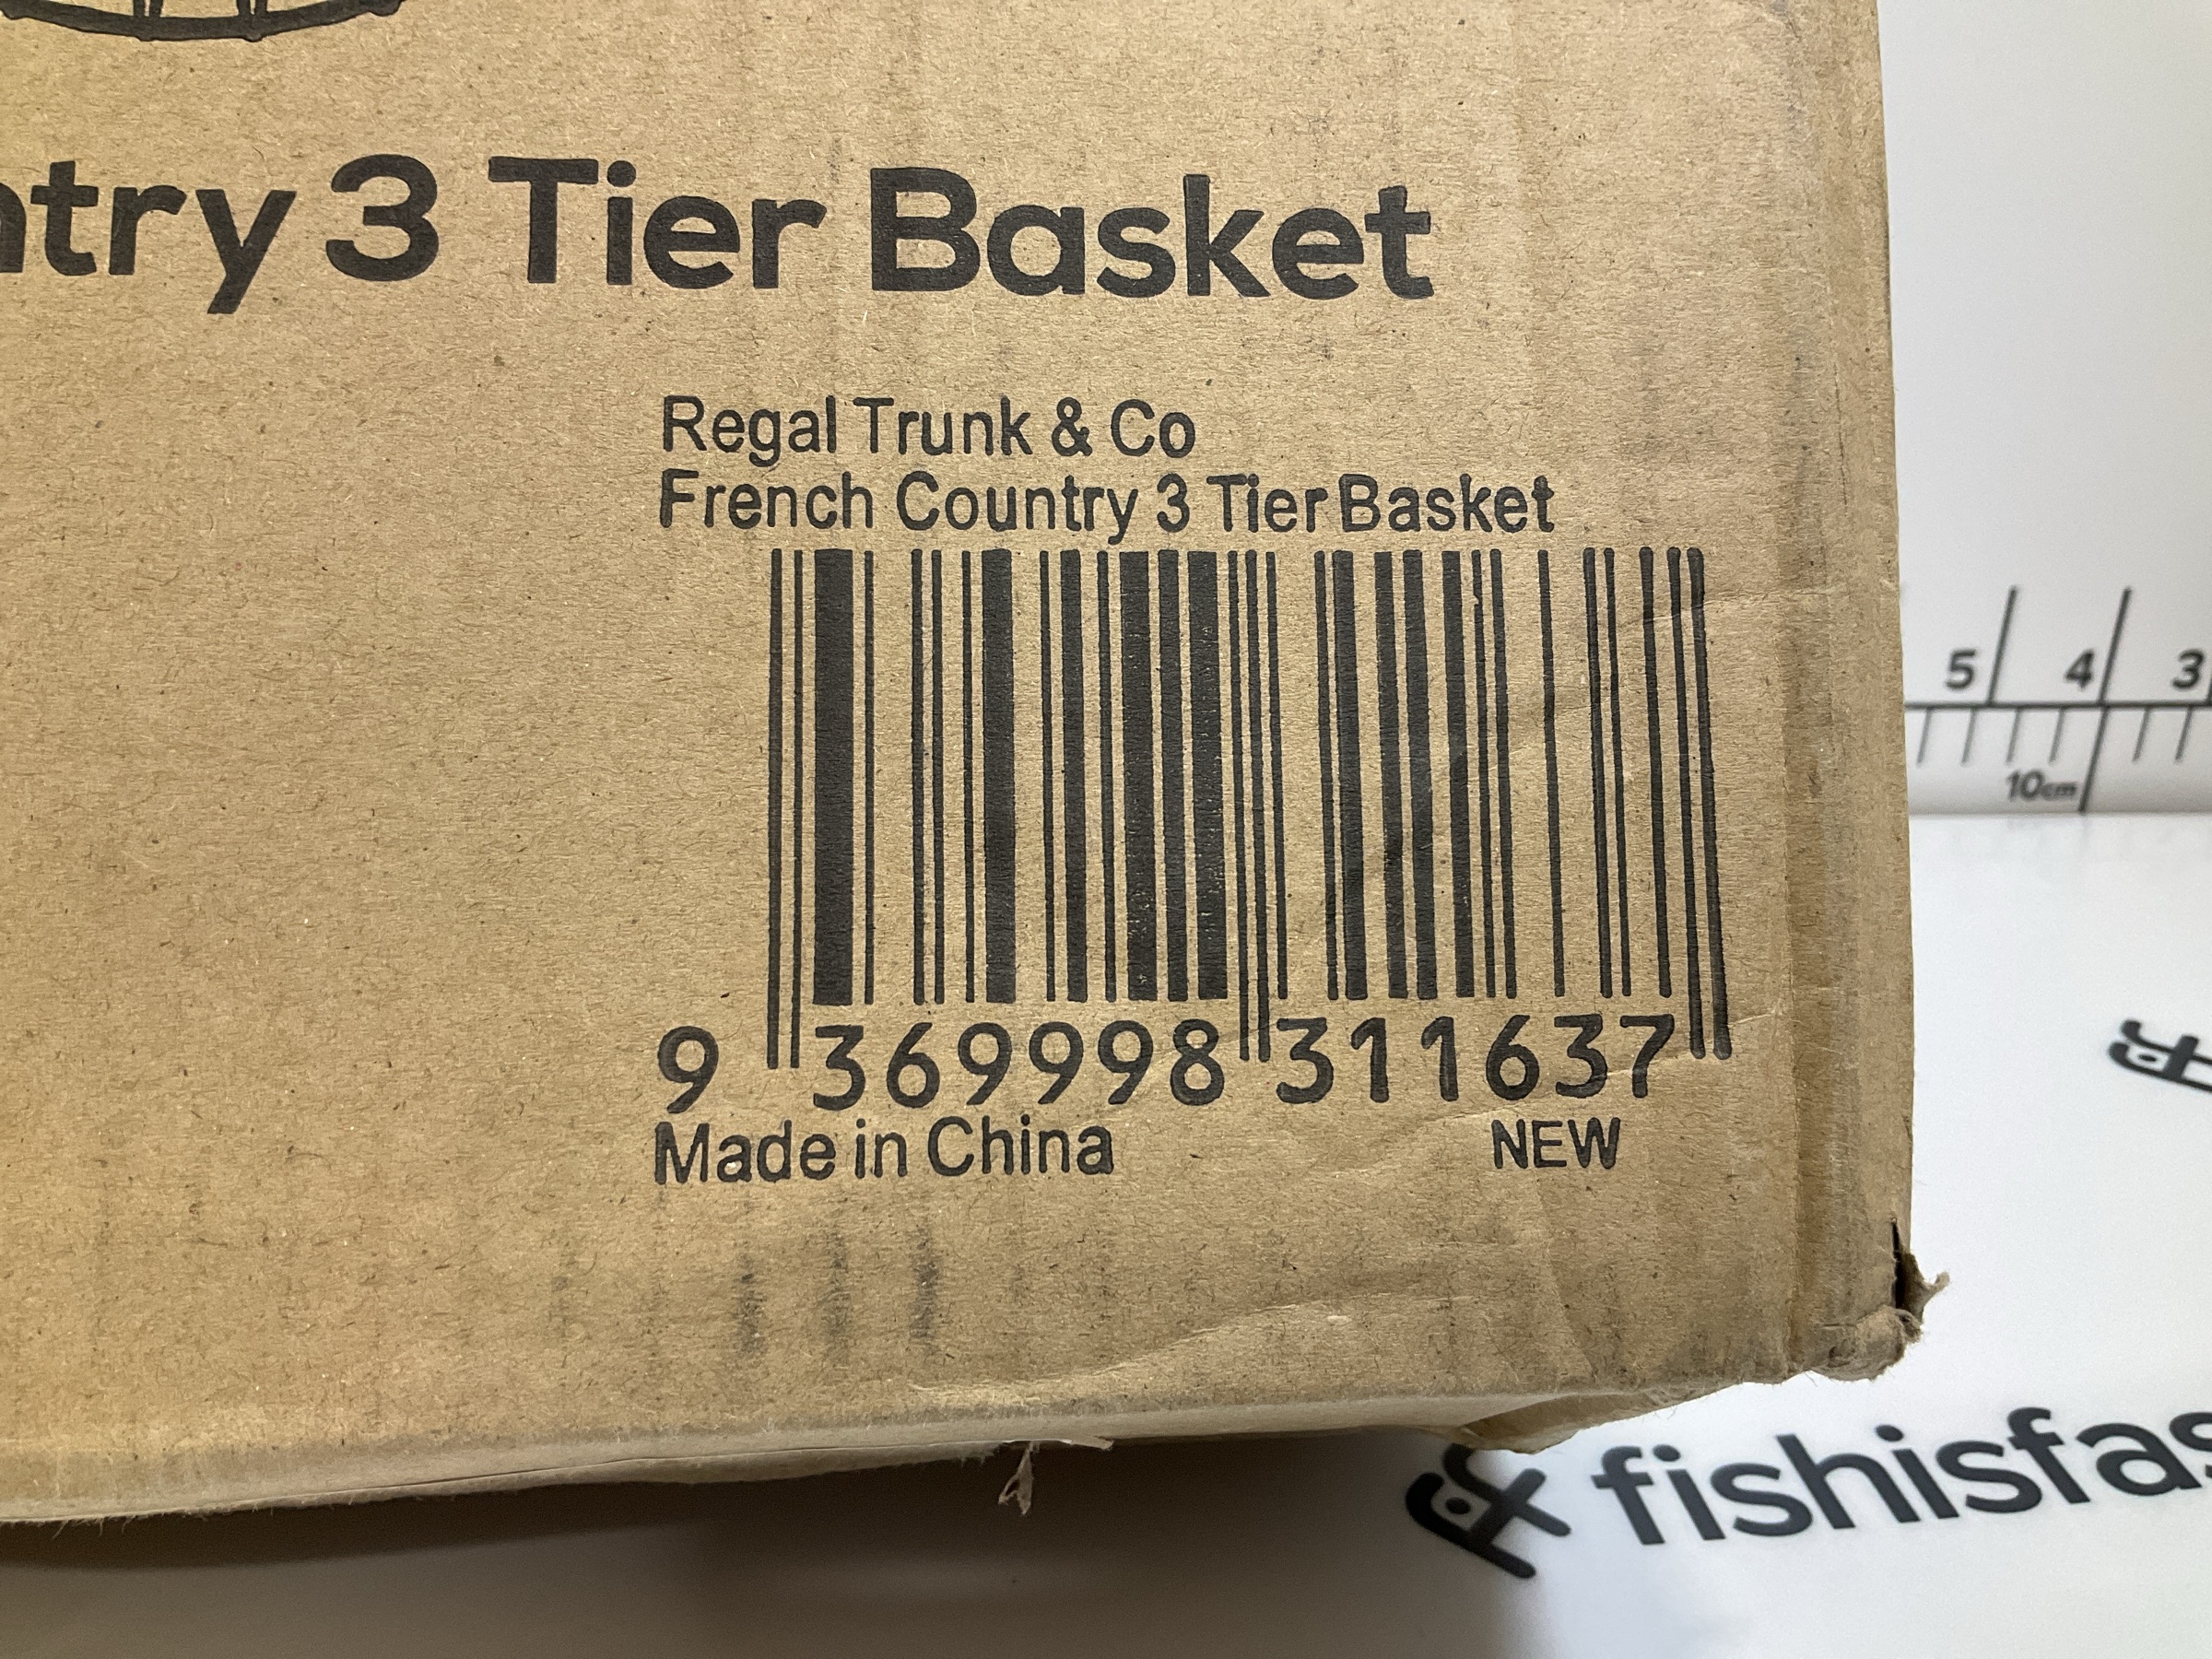 ntry 3 Tier Basket
Regal Trunk & Co
French Country 3 Tier Basket
9 369998 311637
Made in China NEW
5 4 3
10cm
fishisfas